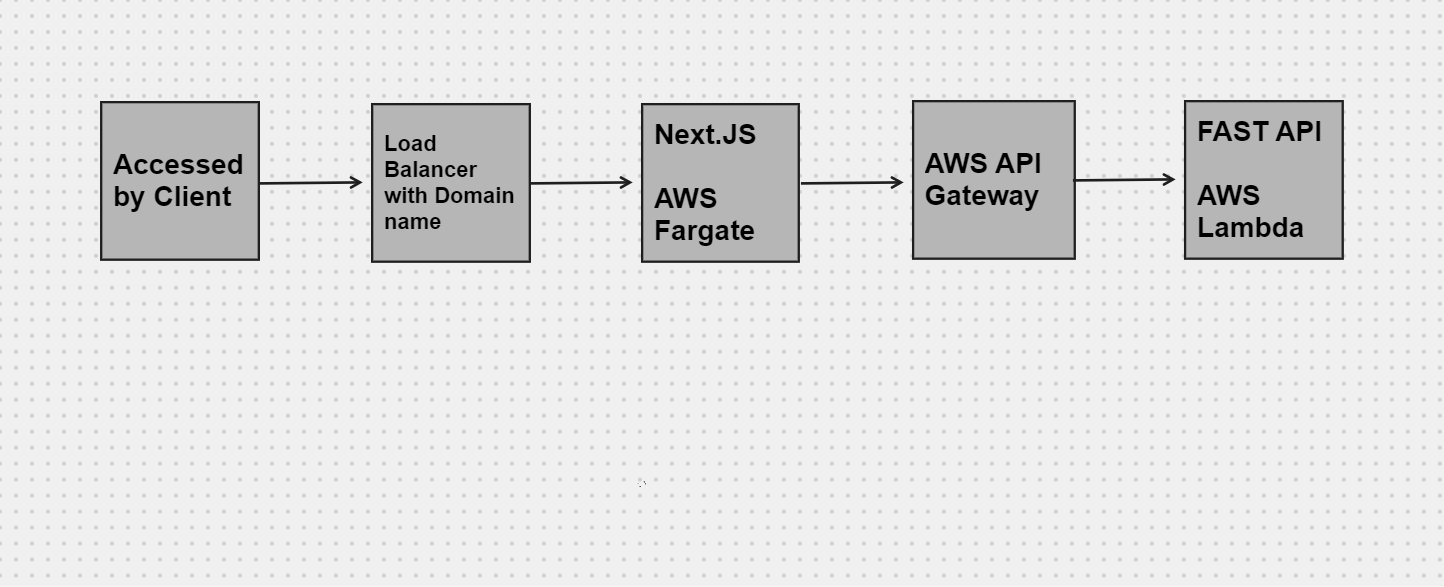 Accessed
by Client
Load
Balancer
with Domain
name
Next.JS
AWS
Fargate
AWS API
Gateway
FAST API
AWS
Lambda